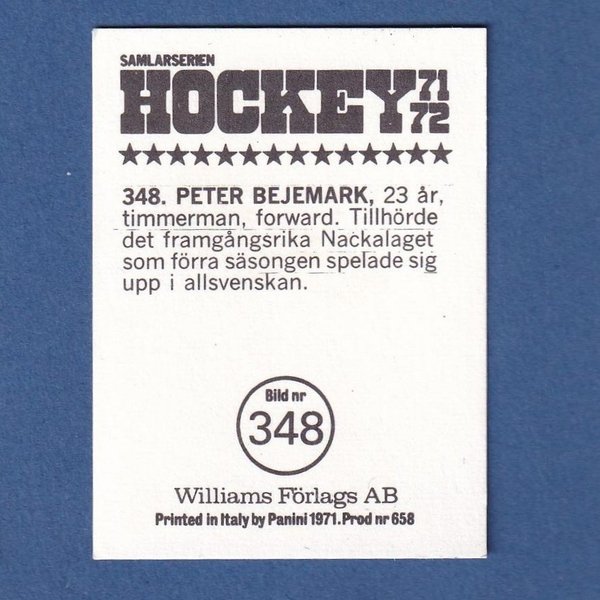 SAMLARSERIEN
HOCKEY 71
72
348. PETER BEJEMARK, 23 år,
timmerman, forward. Tillhörde
det framgångsrika Nackalaget
som förra säsongen spelade sig
upp i allsvenskan.
Bild nr
348
Williams Förlags AB
Printed in Italy by Panini 1971. Prod nr 658